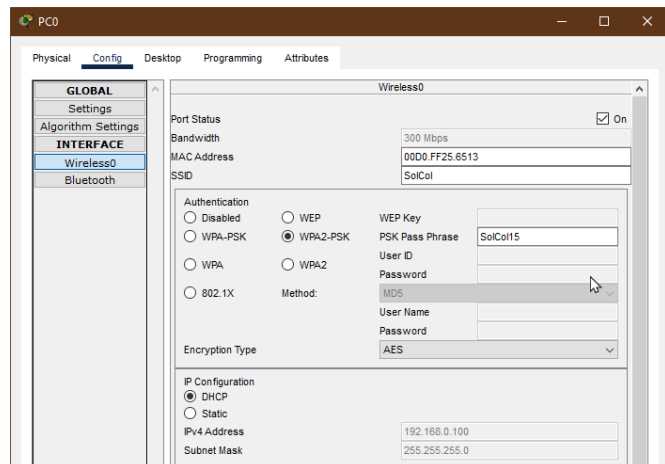 PC0
Physical Config Desktop Programming Attributes
GLOBAL
Settings
Algorithm Settings
INTERFACE
Wireless0
Bluetooth
Wireless0
Port Status On
Bandwidth 300 Mbps
MAC Address 00D0.FF25.6513
SSID SolCol
Authentication
Disabled WEP WEP Key
WPA-PSK WPA2-PSK PSK Pass Phrase SolCol15
User ID
WPA WPA2
Password
802.1X Method: MD5
User Name
Password
Encryption Type AES
IP Configuration
DHCP
Static
IPv4 Address 192.168.0.100
Subnet Mask 255.255.255.0